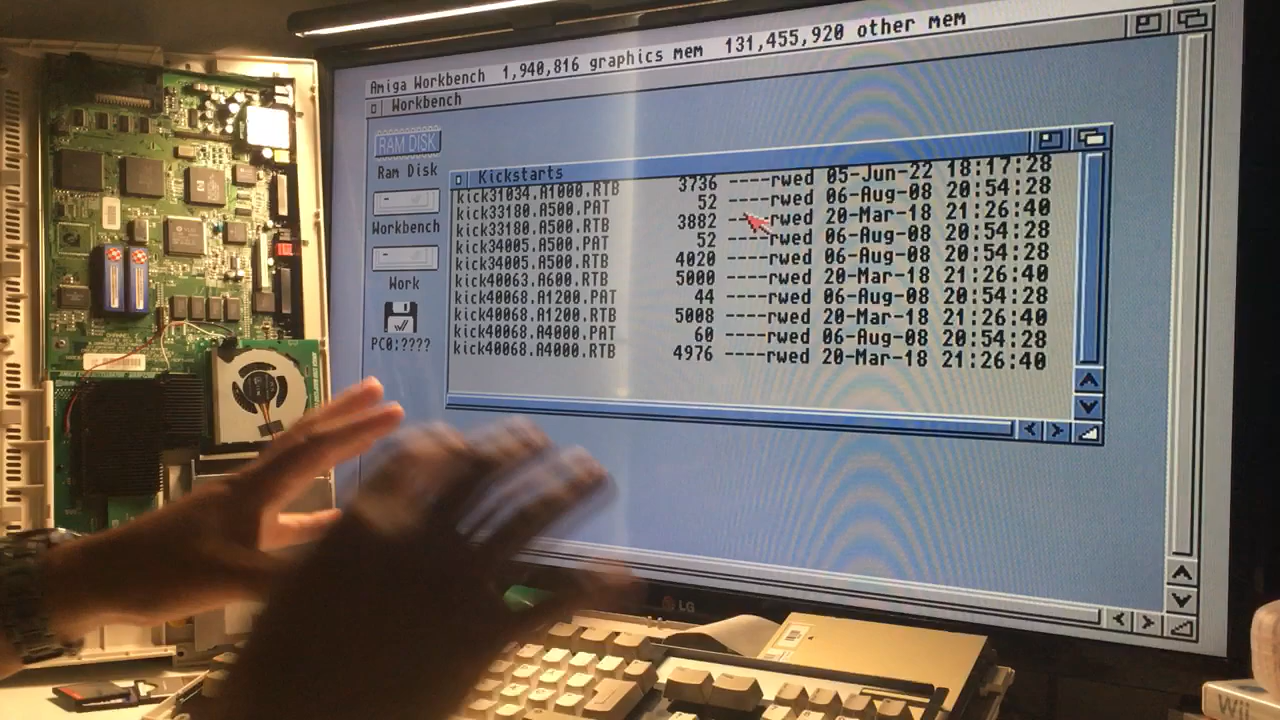 Amiga Workbench 1,940,816 graphics mem 131,455,920 other mem
Workbench
RAM DISK
Ram Disk
Workbench
Work
PC0:????
Kickstarts
kick31034.A1000.RTB 3736 ----rwed 05-Jun-22 18:17:28
kick33180.A500.PAT 52 ----rwed 06-Aug-08 20:54:28
kick33180.A500.RTB 3882 ----rwed 20-Mar-18 21:26:40
kick34005.A500.PAT 52 ----rwed 06-Aug-08 20:54:28
kick34005.A500.RTB 4020 ----rwed 20-Mar-18 21:26:40
kick40063.A600.RTB 5000 ----rwed 20-Mar-18 21:26:40
kick40068.A1200.PAT 44 ----rwed 06-Aug-08 20:54:28
kick40068.A1200.RTB 5008 ----rwed 20-Mar-18 21:26:40
kick40068.A4000.PAT 60 ----rwed 06-Aug-08 20:54:28
kick40068.A4000.RTB 4976 ----rwed 20-Mar-18 21:26:40
LG
Wii